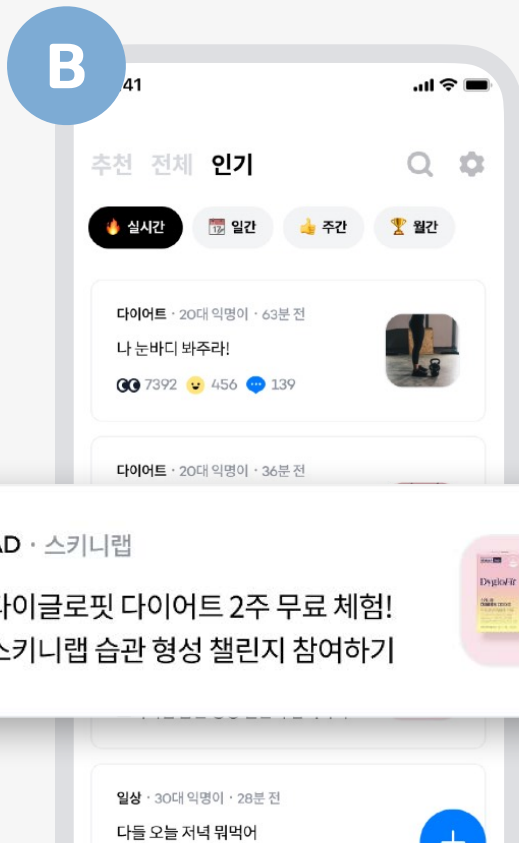 B
41
추천 전체 인기
실시간 일간 주간 월간
다이어트 · 20대 익명이 · 63분 전
나 눈바디 봐주라!
7392 456 139
다이어트 · 20대 익명이 · 36분 전
AD · 스키니랩
다이글로핏 다이어트 2주 무료 체험!
스키니랩 습관 형성 챌린지 참여하기
DygloFit
일상 · 30대 익명이 · 28분 전
다들 오늘 저녁 뭐먹어